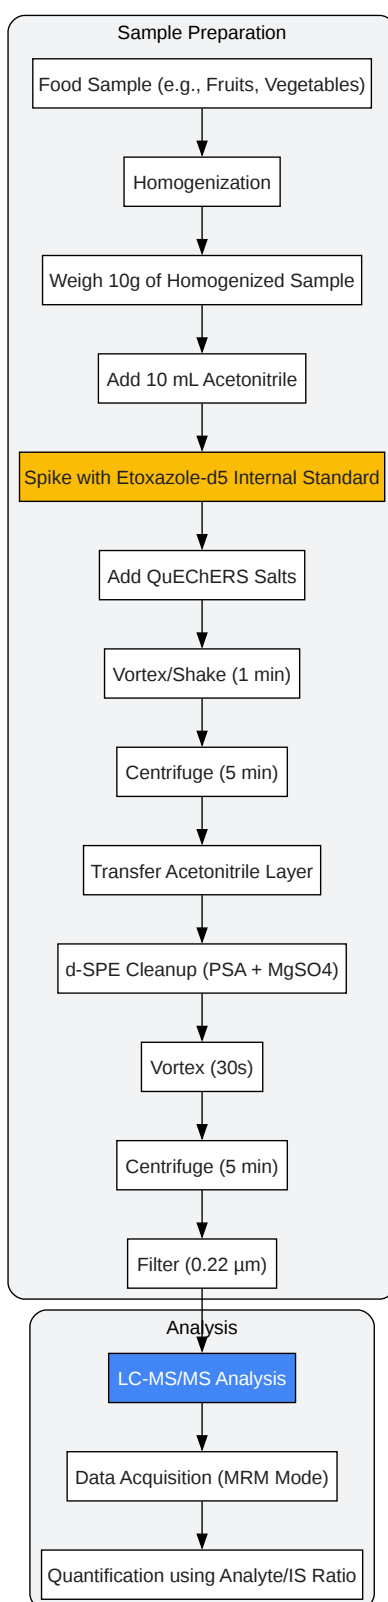 Sample Preparation
Food Sample (e.g., Fruits, Vegetables)
Homogenization
Weigh 10g of Homogenized Sample
Add 10 mL Acetonitrile
Spike with Etoxazole-d5 Internal Standard
Add QuEChERS Salts
Vortex/Shake (1 min)
Centrifuge (5 min)
Transfer Acetonitrile Layer
d-SPE Cleanup (PSA + MgSO4)
Vortex (30s)
Centrifuge (5 min)
Filter (0.22 µm)
Analysis
LC-MS/MS Analysis
Data Acquisition (MRM Mode)
Quantification using Analyte/IS Ratio